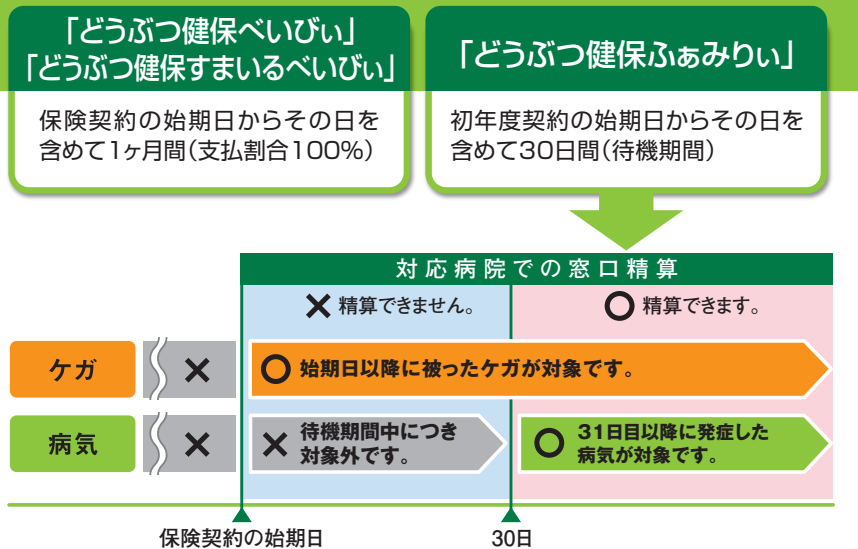 「どうぶつ健保べいびぃ」
「どうぶつ健保すまいるべいびぃ」
保険契約の始期日からその日を
含めて1ヶ月間(支払割合100%)
「どうぶつ健保ふぁみりぃ」
初年度契約の始期日からその日を
含めて30日間(待機期間)
対応病院での窓口精算
✕ 精算できません。
〇 精算できます。
ケガ
✕
〇 始期日以降に被ったケガが対象です。
病気
✕
✕ 待機期間中につき
対象外です。
〇 31日目以降に発症した
病気が対象です。
保険契約の始期日
30日